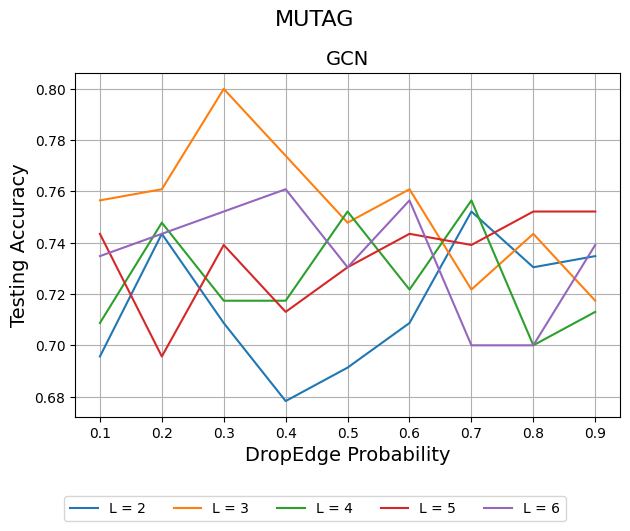 MUTAG
GCN
0.80
0.78
0.76
0.74
0.72
0.70
0.68
Testing Accuracy
0.1 0.2 0.3 0.4 0.5 0.6 0.7 0.8 0.9
DropEdge Probability
L = 2 L = 3 L = 4 L = 5 L = 6